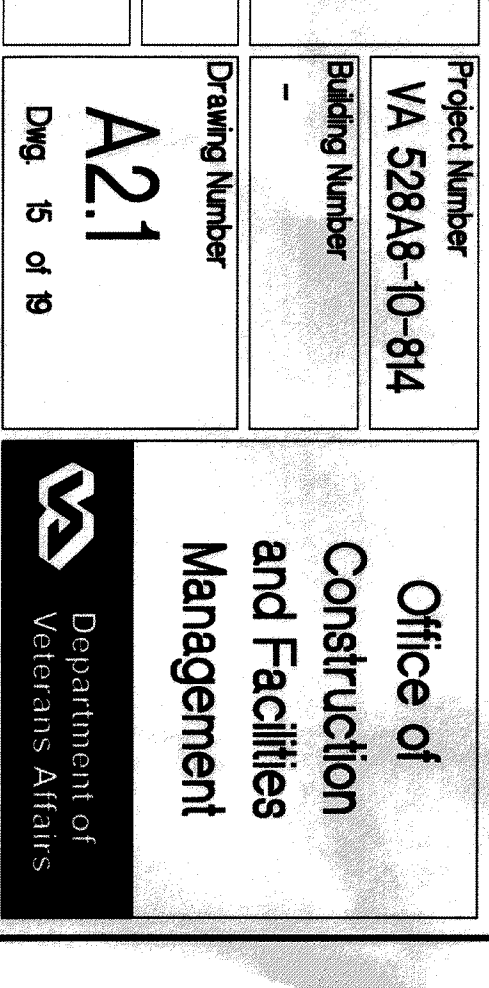 Project Number
VA 528A8-10-814
Building Number
-
Drawing Number
A2.1
Dwg. 15 of 19
Office of
Construction
and Facilities
Management
VA
Department of
Veterans Affairs